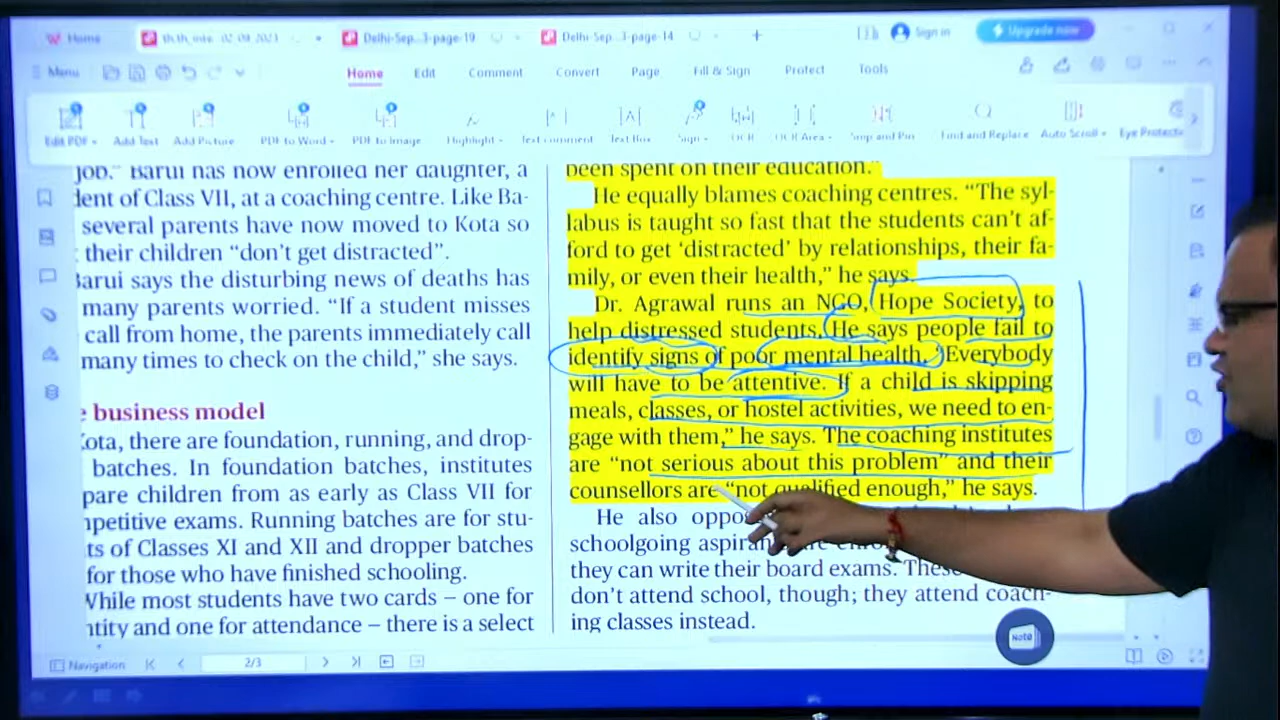 Home
02-09-2023
Delhi-Sep...3-page-19
Delhi-Sep...3-page-14
+
Sign in
Upgrade now
Menu
Home
Edit
Comment
Convert
Page
Fill & Sign
Protect
Tools
Edit PDF
Add Text
Add Picture
PDF to Word
PDF to Image
Highlight
Text comment
Text Box
Sign
OCR
OCR Area
Find and Replace
Auto Scroll
job." Barui has now enrolled her daughter, a
dent of Class VII, at a coaching centre. Like Ba-
several parents have now moved to Kota so
their children "don't get distracted".
Barui says the disturbing news of deaths has
many parents worried. "If a student misses
call from home, the parents immediately call
many times to check on the child," she says.
business model
Kota, there are foundation, running, and drop-
batches. In foundation batches, institutes
pare children from as early as Class VII for
petitive exams. Running batches are for stu-
ts of Classes XI and XII and dropper batches
for those who have finished schooling.
While most students have two cards – one for
ntity and one for attendance – there is a select
been spent on their education."
He equally blames coaching centres. "The syl-
labus is taught so fast that the students can't af-
ford to get 'distracted' by relationships, their fa-
mily, or even their health," he says.
Dr. Agrawal runs an NGO, Hope Society, to
help distressed students. He says people fail to
identify signs of poor mental health. "Everybody
will have to be attentive. If a child is skipping
meals, classes, or hostel activities, we need to en-
gage with them," he says. The coaching institutes
are "not serious about this problem" and their
counsellors are "not qualified enough," he says.
He also
schoolgoing
they can write their board exams.
don't attend school, though; they attend coach-
ing classes instead.
Note
Navigation
2/3